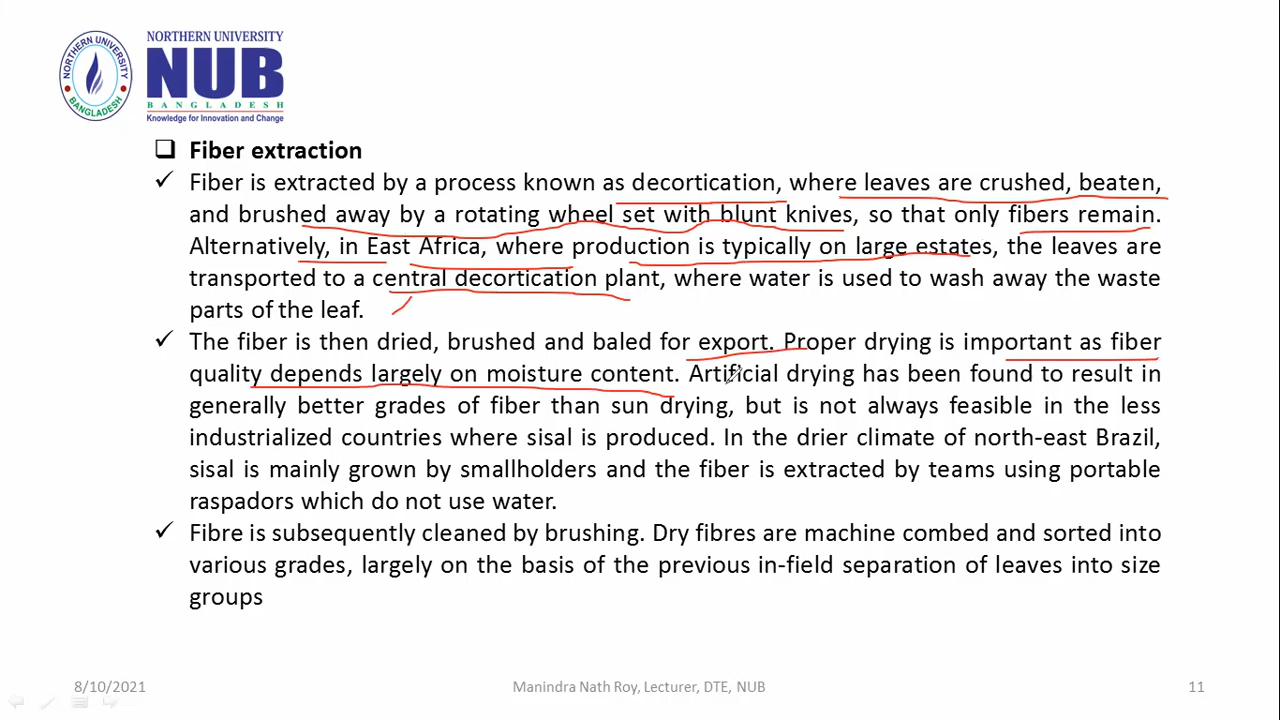 NORTHERN UNIVERSITY
BANGLADESH
NORTHERN UNIVERSITY
NUB
BANGLADESH
Knowledge for Innovation and Change
Fiber extraction
Fiber is extracted by a process known as decortication, where leaves are crushed, beaten,
and brushed away by a rotating wheel set with blunt knives, so that only fibers remain.
Alternatively, in East Africa, where production is typically on large estates, the leaves are
transported to a central decortication plant, where water is used to wash away the waste
parts of the leaf.
The fiber is then dried, brushed and baled for export. Proper drying is important as fiber
quality depends largely on moisture content. Artificial drying has been found to result in
generally better grades of fiber than sun drying, but is not always feasible in the less
industrialized countries where sisal is produced. In the drier climate of north-east Brazil,
sisal is mainly grown by smallholders and the fiber is extracted by teams using portable
raspadors which do not use water.
Fibre is subsequently cleaned by brushing. Dry fibres are machine combed and sorted into
various grades, largely on the basis of the previous in-field separation of leaves into size
groups
8/10/2021
Manindra Nath Roy, Lecturer, DTE, NUB
11